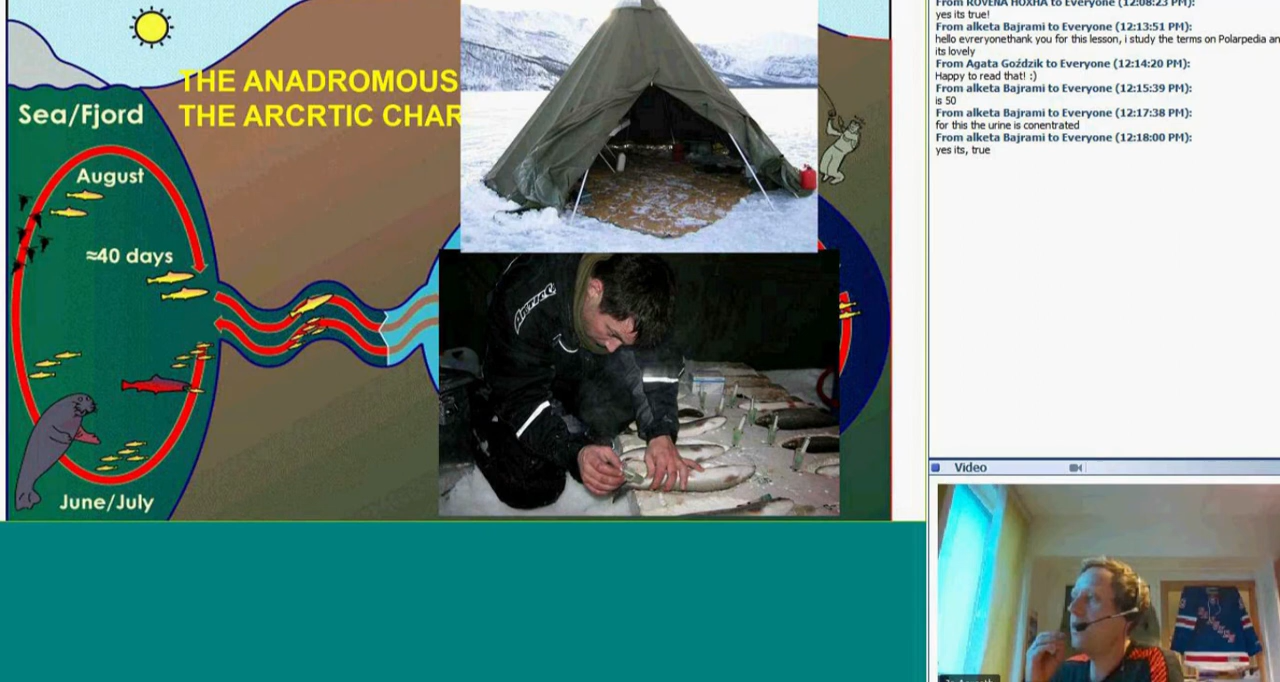 THE ANADROMOUS
THE ARCRTIC CHAR
Sea/Fjord
August
≈40 days
June/July
From ROVENA HOXHA to Everyone (12:08:23 PM):
yes its true!
From alketa Bajrami to Everyone (12:13:51 PM):
hello evreryonethank you for this lesson, i study the terms on Polarpedia an
its lovely
From Agata Goździk to Everyone (12:14:20 PM):
Happy to read that! :)
From alketa Bajrami to Everyone (12:15:39 PM):
is 50
From alketa Bajrami to Everyone (12:17:38 PM):
for this the urine is conentrated
From alketa Bajrami to Everyone (12:18:00 PM):
yes its, true
Video